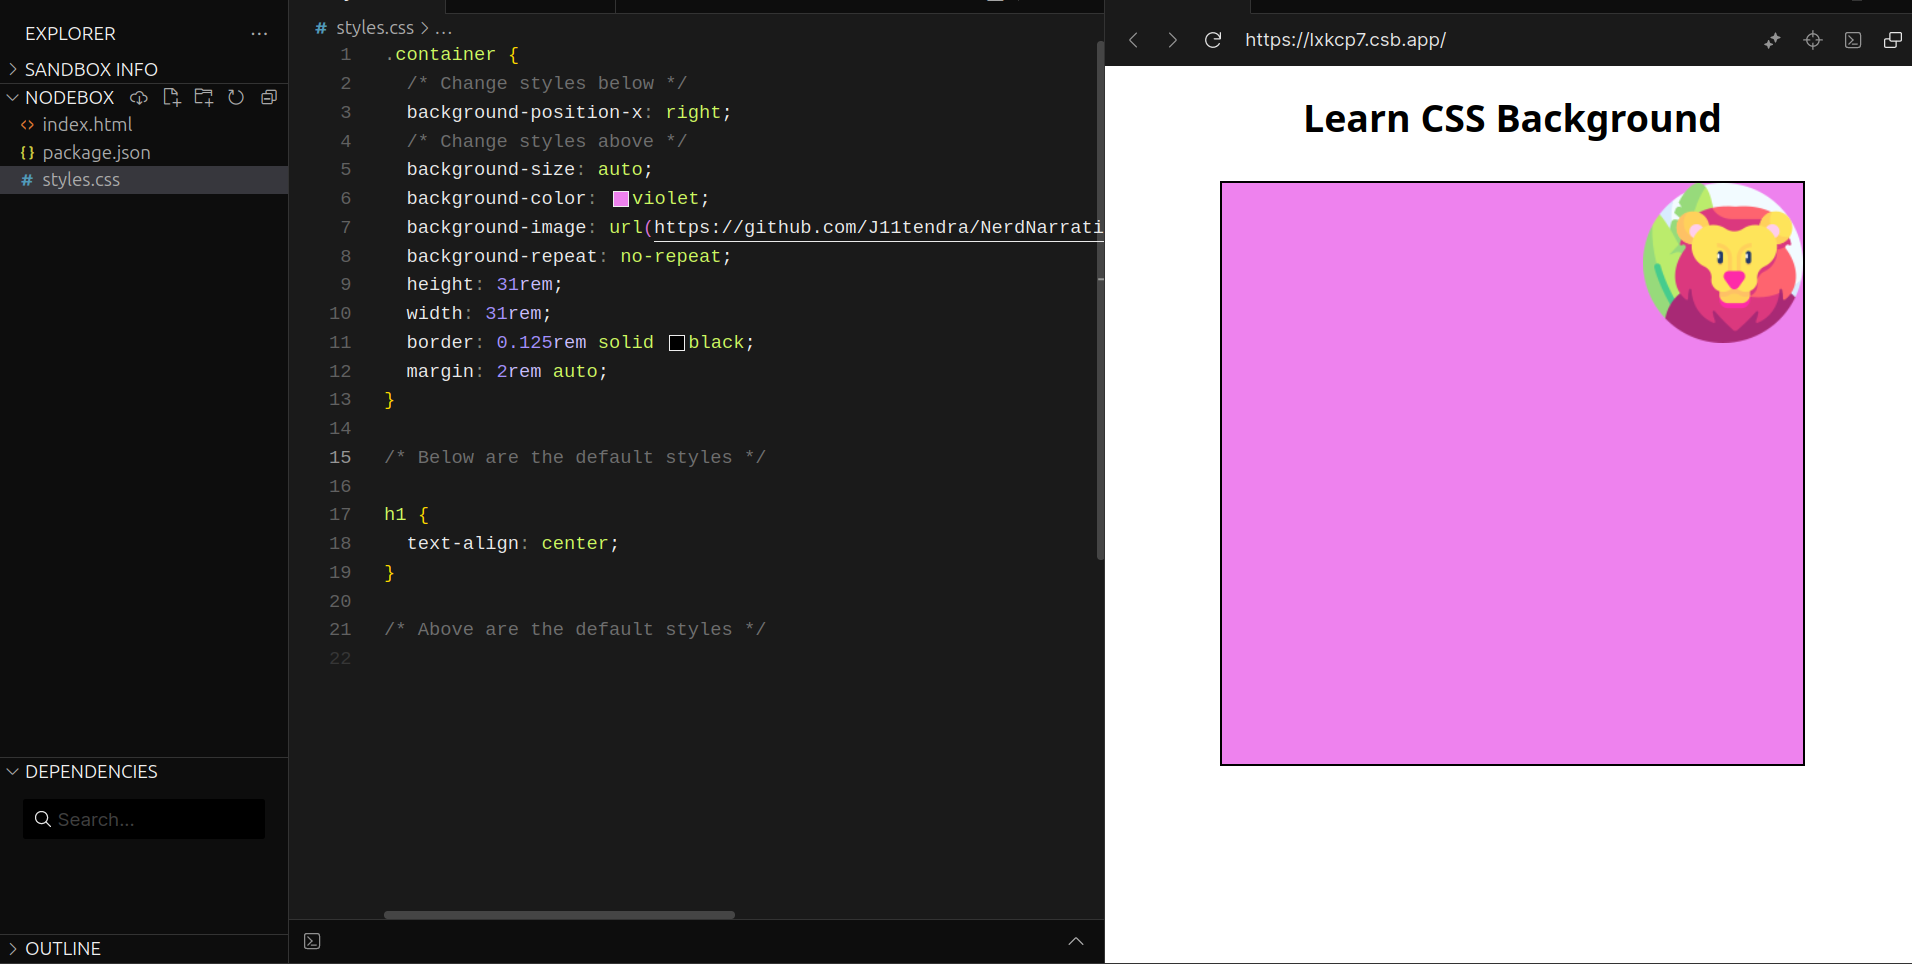 EXPLORER
SANDBOX INFO
NODEBOX
index.html
package.json
styles.css
DEPENDENCIES
Search...
OUTLINE
# styles.css > ...
1 .container {
2 /* Change styles below */
3 background-position-x: right;
4 /* Change styles above */
5 background-size: auto;
6 background-color: violet;
7 background-image: url(https://github.com/J11tendra/NerdNarrati
8 background-repeat: no-repeat;
9 height: 31rem;
10 width: 31rem;
11 border: 0.125rem solid black;
12 margin: 2rem auto;
13 }
14
15 /* Below are the default styles */
16
17 h1 {
18 text-align: center;
19 }
20
21 /* Above are the default styles */
22
https://lxkcp7.csb.app/
Learn CSS Background